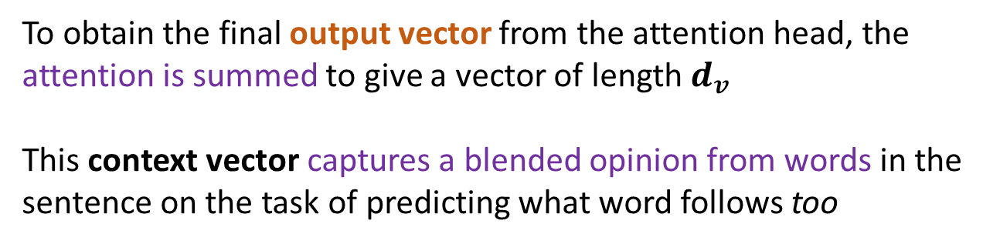 To obtain the final output vector from the attention head, the
attention is summed to give a vector of length dᵥ
This context vector captures a blended opinion from words in the
sentence on the task of predicting what word follows too